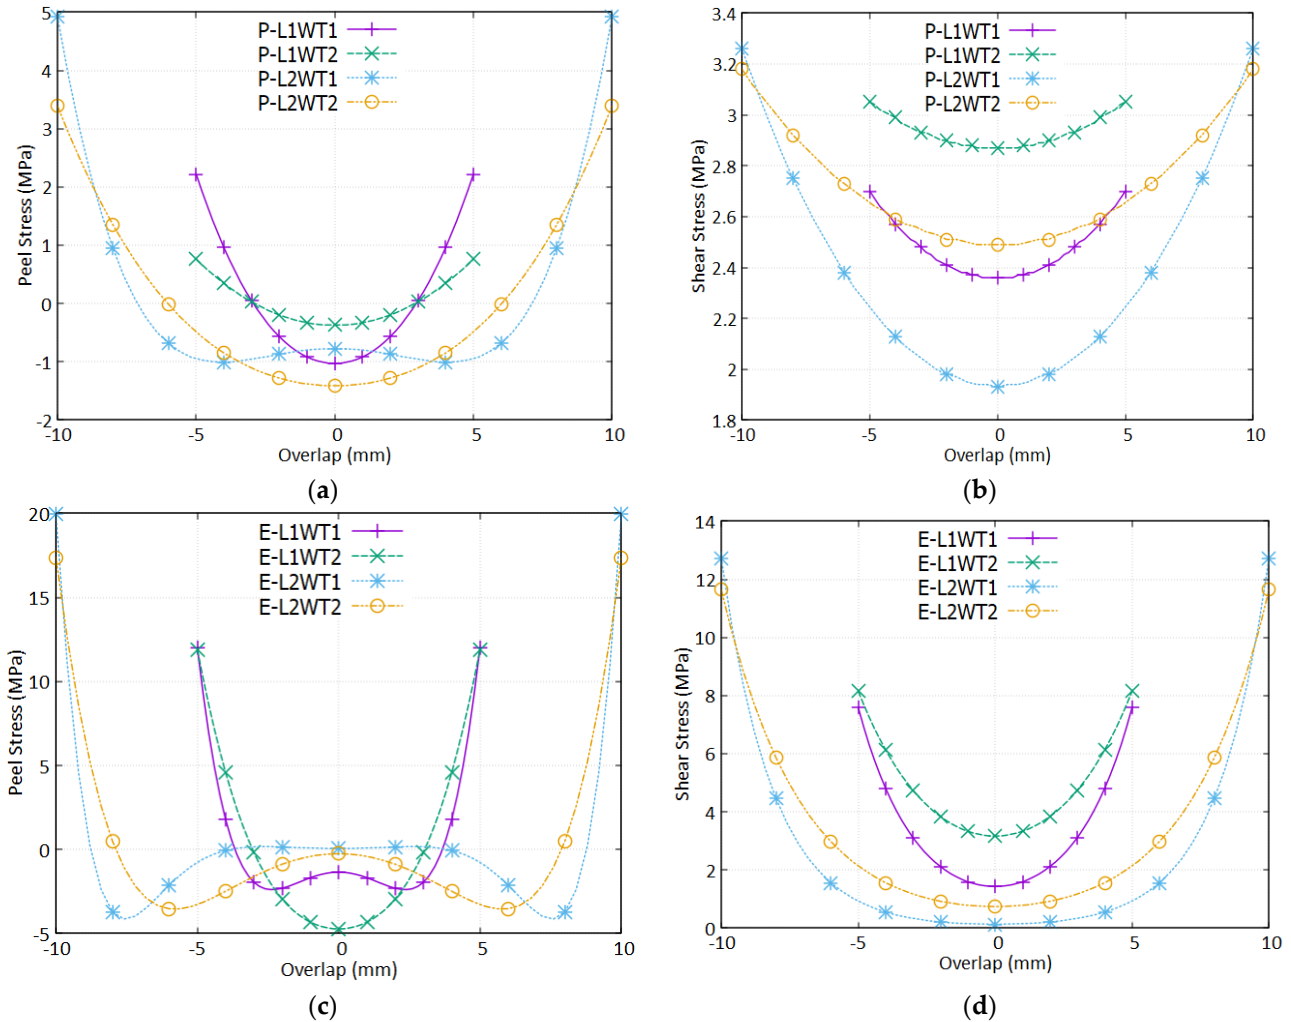 5
4
3
2
1
0
-1
-2
-10
-5
0
5
10
Peel Stress (MPa)
Overlap (mm)
P-L1WT1
P-L1WT2
P-L2WT1
P-L2WT2
(a)
3.4
3.2
3
2.8
2.6
2.4
2.2
2
1.8
-10
-5
0
5
10
Shear Stress (MPa)
Overlap (mm)
P-L1WT1
P-L1WT2
P-L2WT1
P-L2WT2
(b)
20
15
10
5
0
-5
-10
-5
0
5
10
Peel Stress (MPa)
Overlap (mm)
E-L1WT1
E-L1WT2
E-L2WT1
E-L2WT2
(c)
14
12
10
8
6
4
2
0
-10
-5
0
5
10
Shear Stress (MPa)
Overlap (mm)
E-L1WT1
E-L1WT2
E-L2WT1
E-L2WT2
(d)